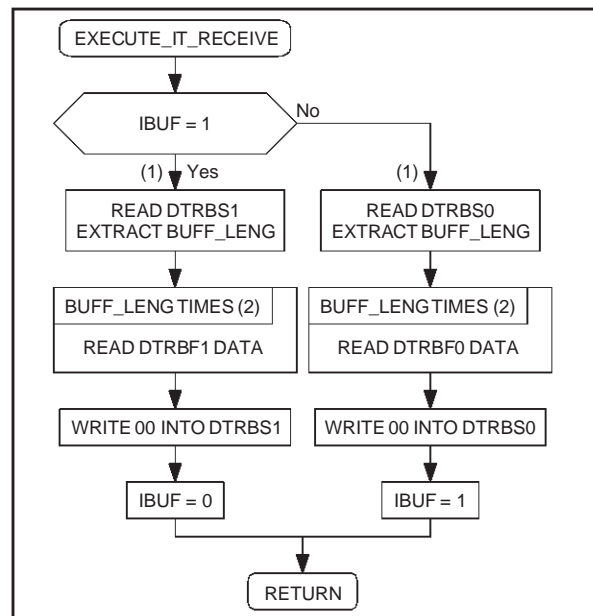 EXECUTE_IT_RECEIVE
IBUF = 1
No
(1) Yes
(1)
READ DTRBS1
EXTRACT BUFF_LENG
READ DTRBS0
EXTRACT BUFF_LENG
BUFF_LENG TIMES (2)
READ DTRBF1 DATA
BUFF_LENG TIMES (2)
READ DTRBF0 DATA
WRITE 00 INTO DTRBS1
WRITE 00 INTO DTRBS0
IBUF = 0
IBUF = 1
RETURN